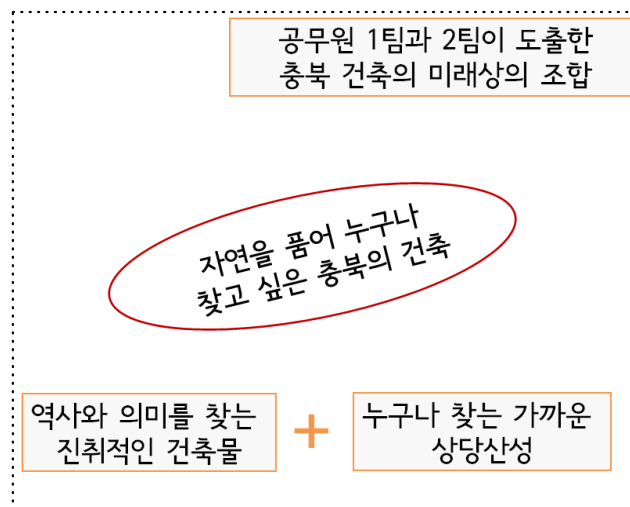 공무원 1팀과 2팀이 도출한
충북 건축의 미래상의 조합
자연을 품어 누구나
찾고 싶은 충북의 건축
역사와 의미를 찾는
진취적인 건축물
+
누구나 찾는 가까운
상당산성